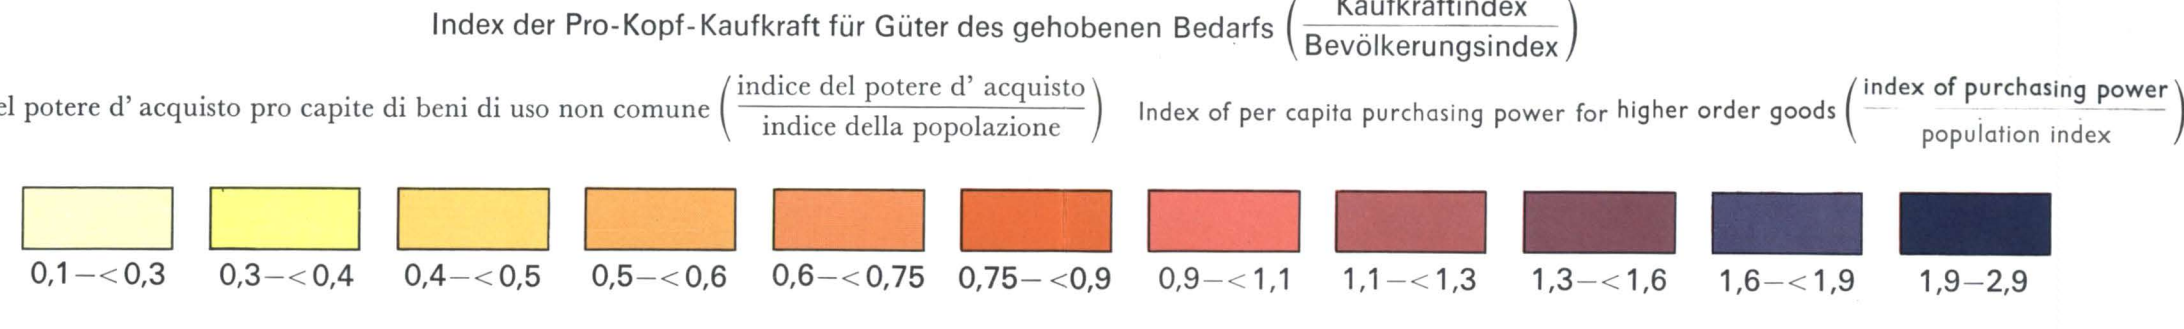 Index der Pro-Kopf-Kaufkraft für Güter des gehobenen Bedarfs (Kaufkraftindex
Bevölkerungsindex)
potere d' acquisto pro capite di beni di uso non comune (indice del potere d' acquisto
indice della popolazione)
Index of per capita purchasing power for higher order goods (index of purchasing power
population index)
0,1–<0,3 0,3–<0,4 0,4–<0,5 0,5–<0,6 0,6–<0,75 0,75–<0,9 0,9–<1,1 1,1–<1,3 1,3–<1,6 1,6–<1,9 1,9–2,9